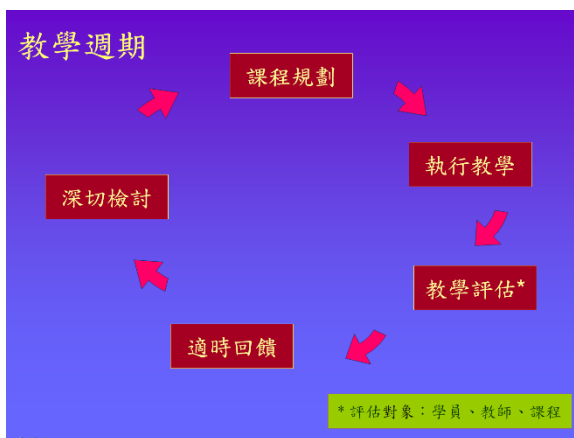 教學週期
課程規劃
執行教學
教學評估*
適時回饋
深切檢討
*評估對象：學員、教師、課程